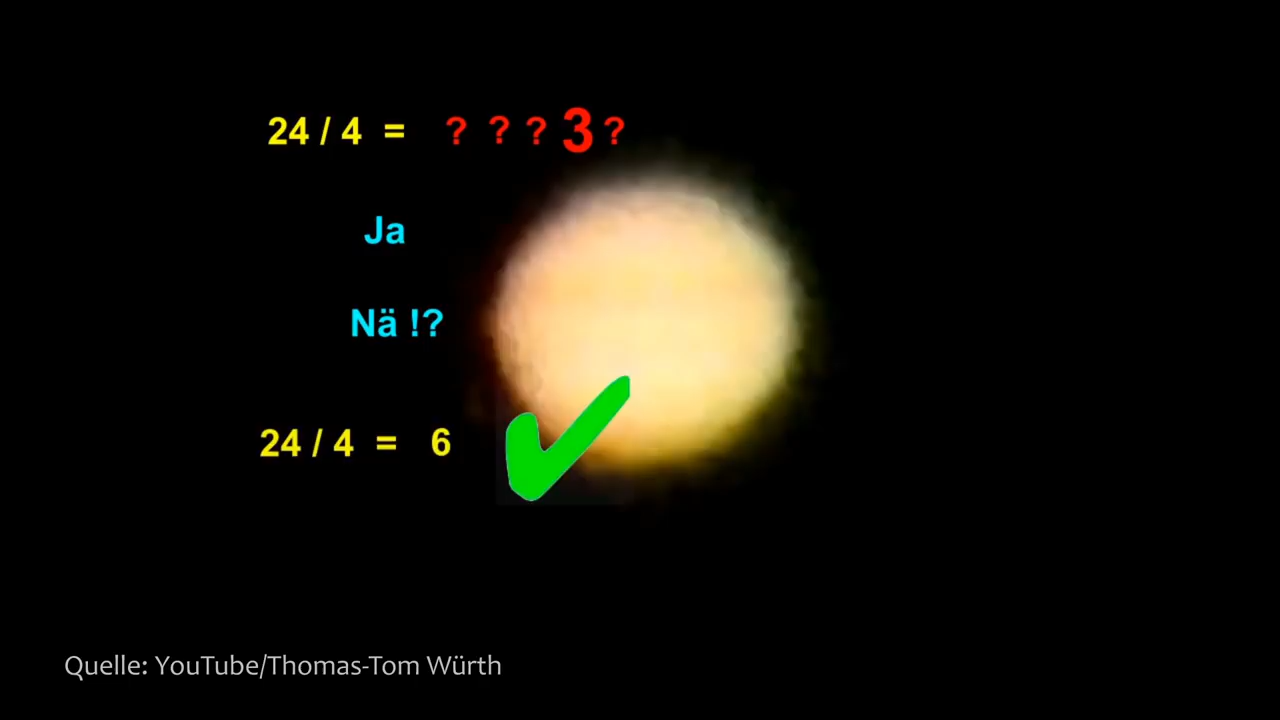 24 / 4 = ? ? ? 3 ?
Ja
Nä !?
24 / 4 = 6
Quelle: YouTube/Thomas-Tom Würth